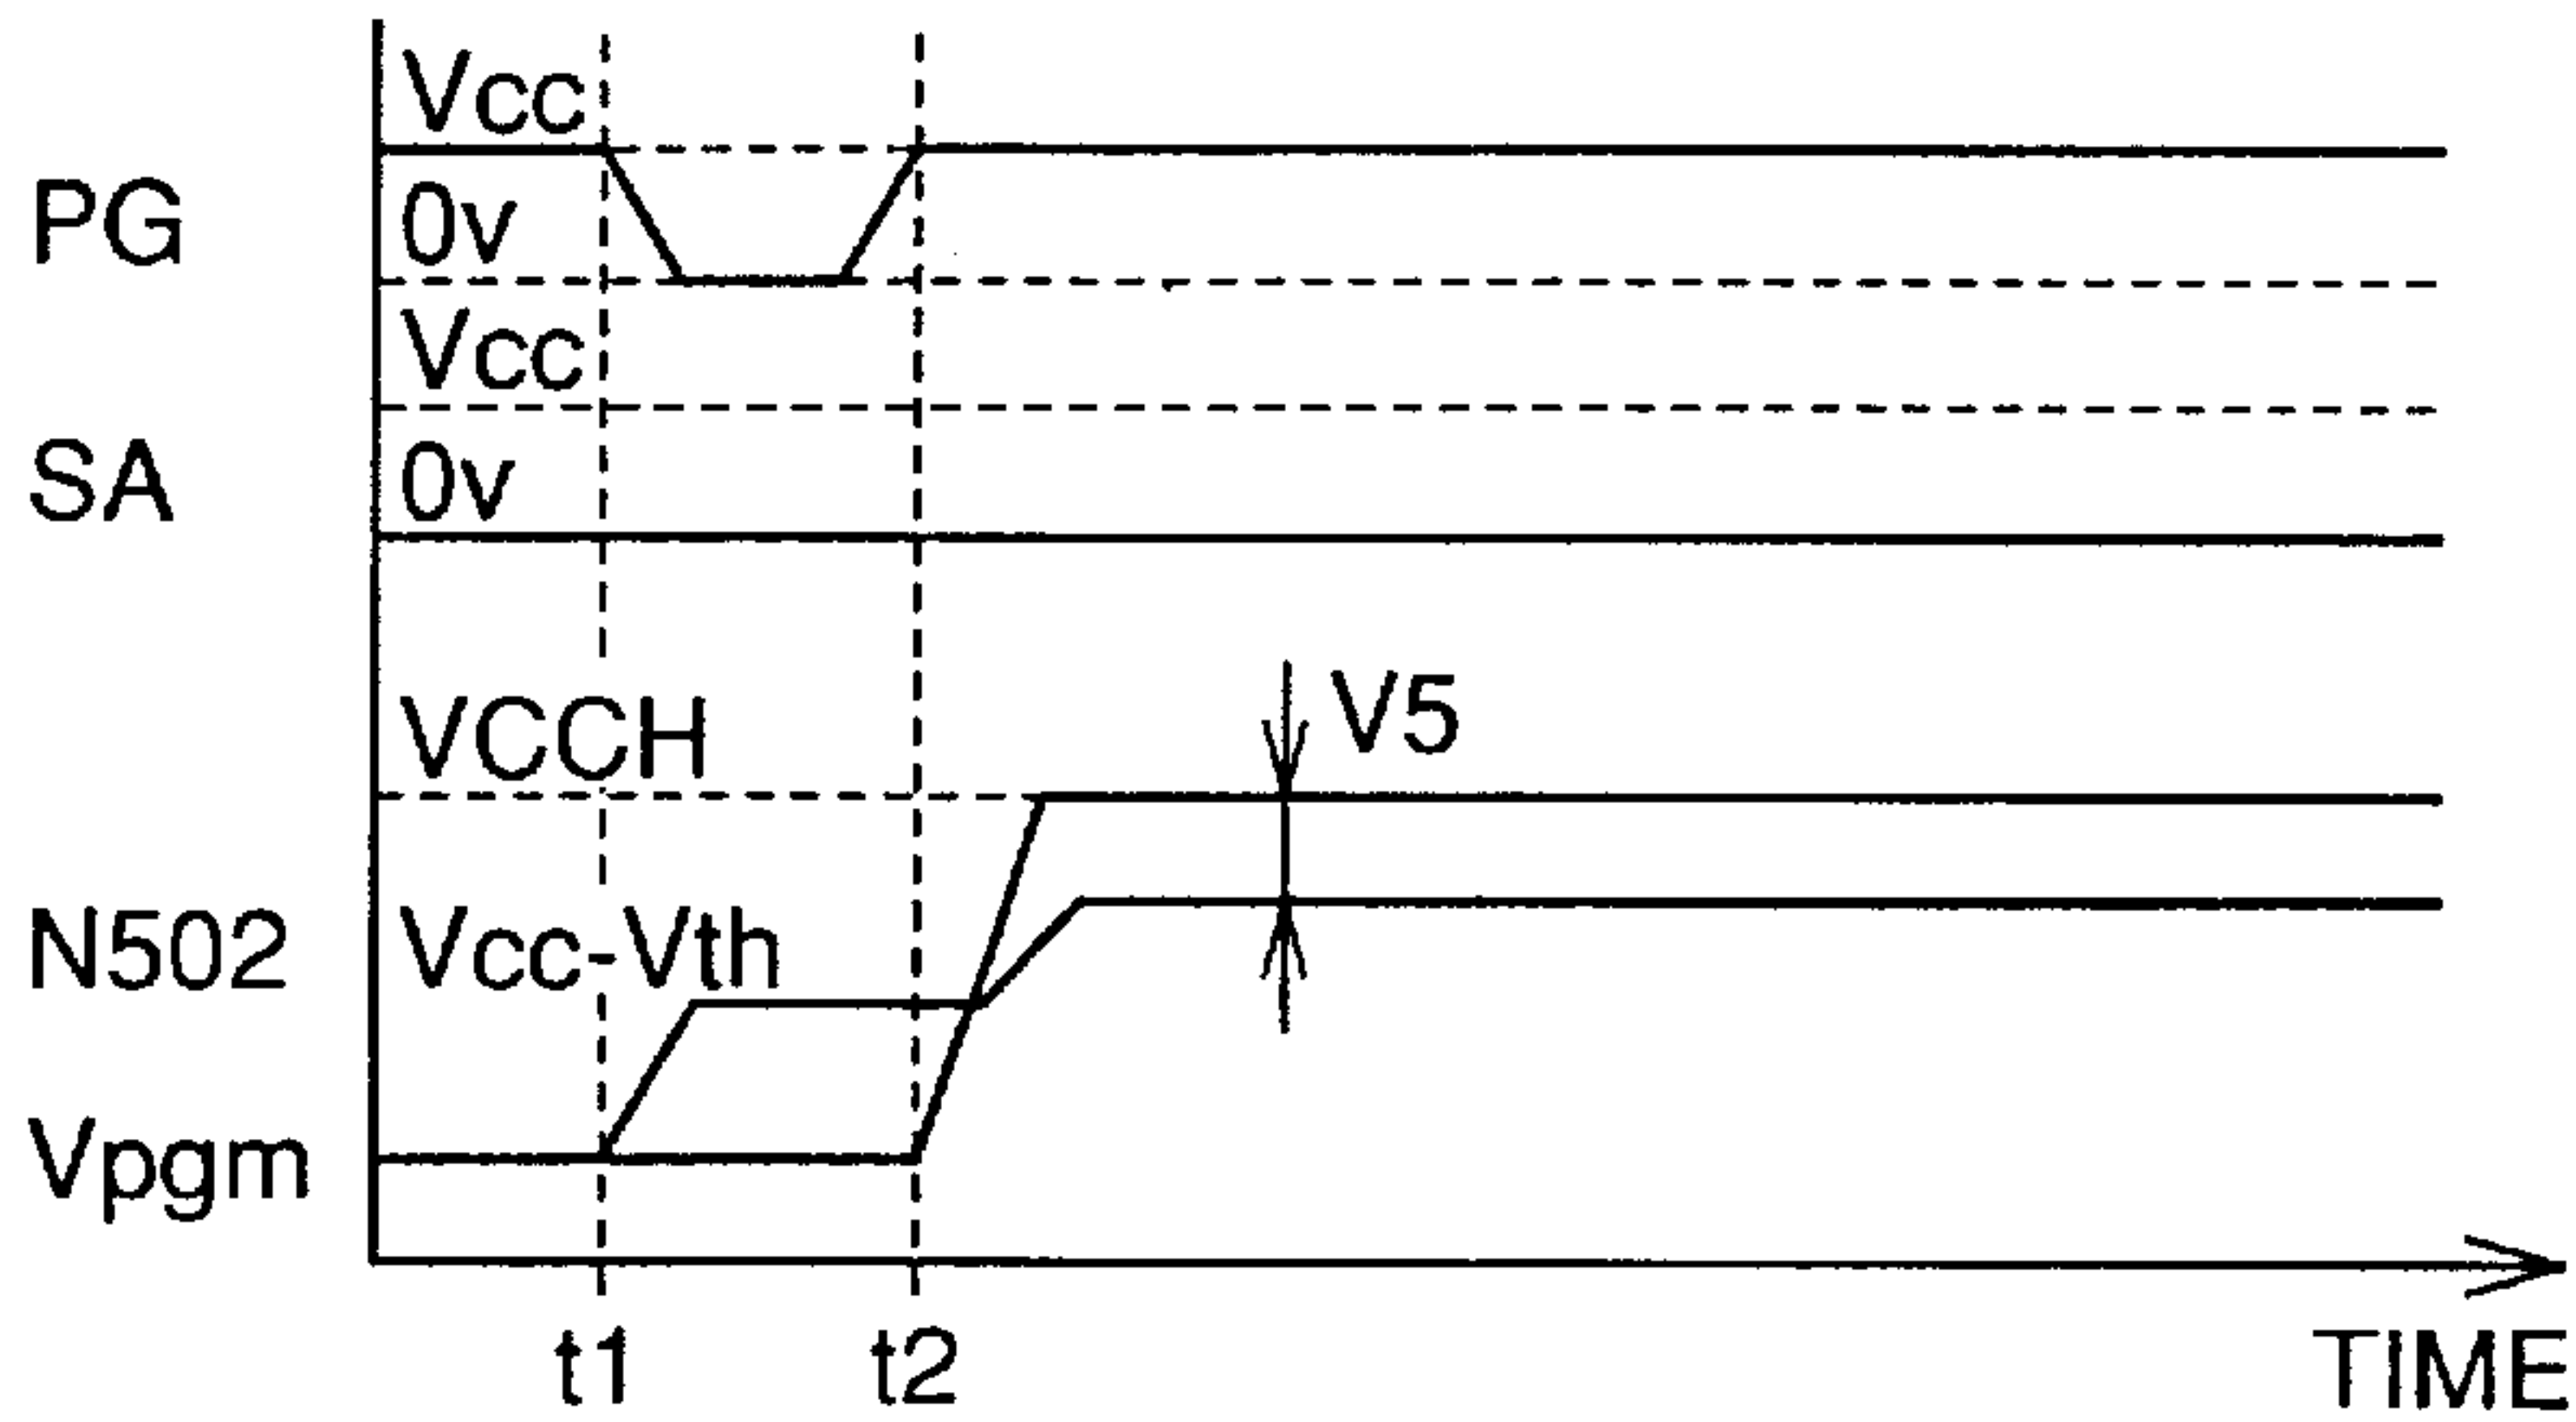 Vcc
PG
0v
Vcc
SA
0v
VCCH
V5
N502
Vcc-Vth
Vpgm
t1
t2
TIME